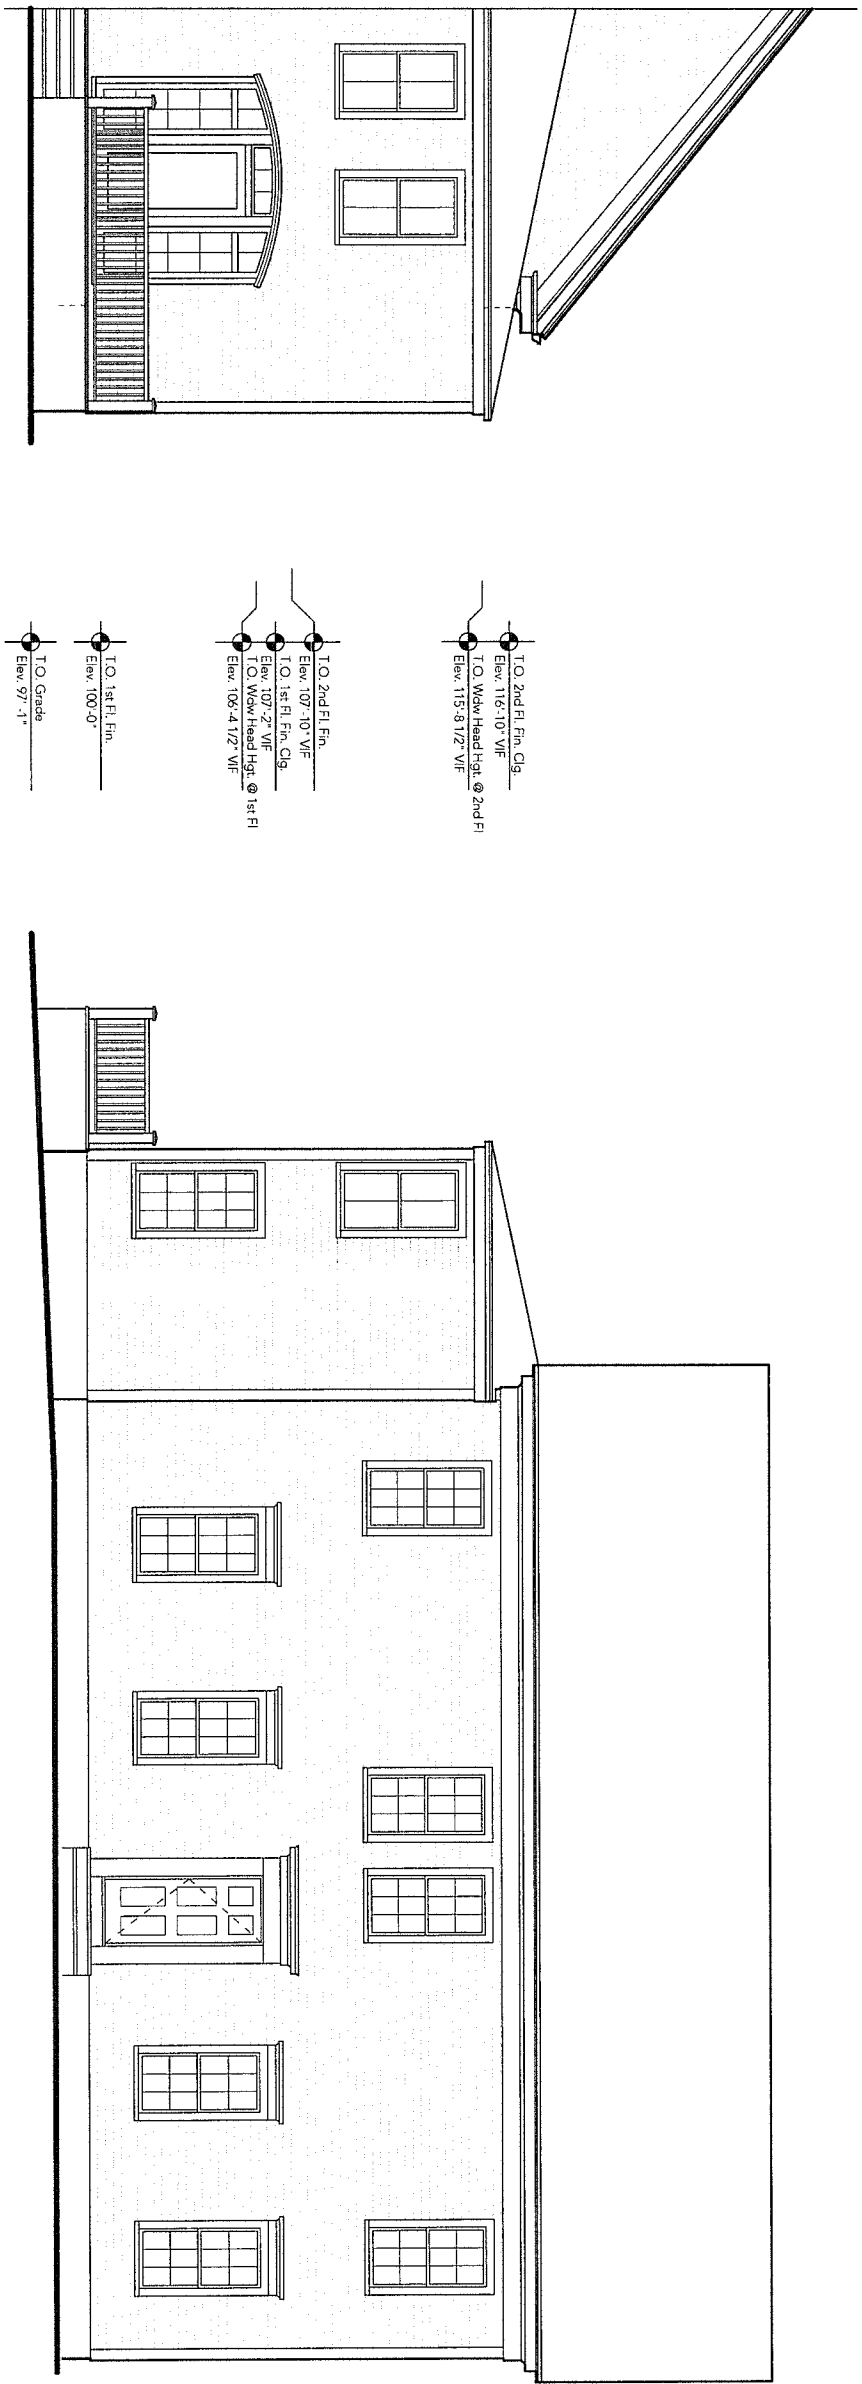 T.O. 2nd Fl. Fin. Clg.
Elev. 116'-10" VIF
T.O. Wdw Head Hgt. @ 2nd Fl
Elev. 115'-8 1/2" VIF
T.O. 2nd Fl. Fin.
Elev. 107'-10" VIF
T.O. 1st Fl. Fin. Clg.
Elev. 107'-2" VIF
T.O. Wdw Head Hgt. @ 1st Fl
Elev. 106'-4 1/2" VIF
T.O. 1st Fl. Fin.
Elev. 100'-0"
T.O. Grade
Elev. 97'-1"